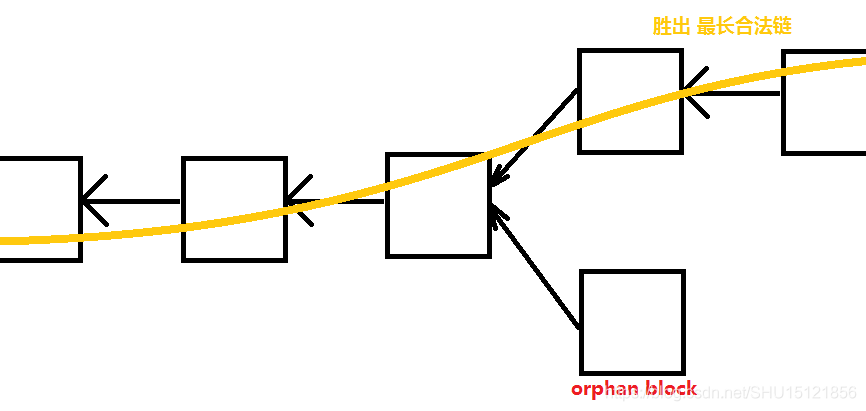 胜出 最长合法链
orphan block
https://blog.csdn.net/SHU15121856